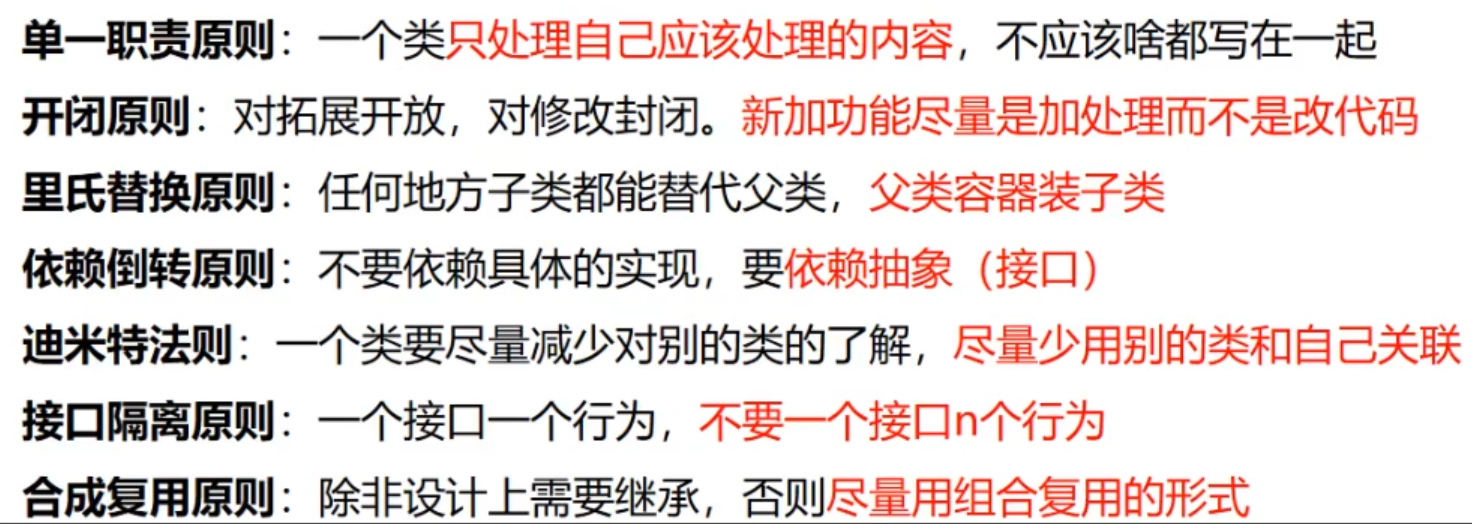 单一职责原则：一个类只处理自己应该处理的内容，不应该啥都写在一起
开闭原则：对拓展开放，对修改封闭。新加功能尽量是加处理而不是改代码
里氏替换原则：任何地方子类都能替代父类，父类容器装子类
依赖倒转原则：不要依赖具体的实现，要依赖抽象（接口）
迪米特法则：一个类要尽量减少对别的类的了解，尽量少用别的类和自己关联
接口隔离原则：一个接口一个行为，不要一个接口n个行为
合成复用原则：除非设计上需要继承，否则尽量用组合复用的形式